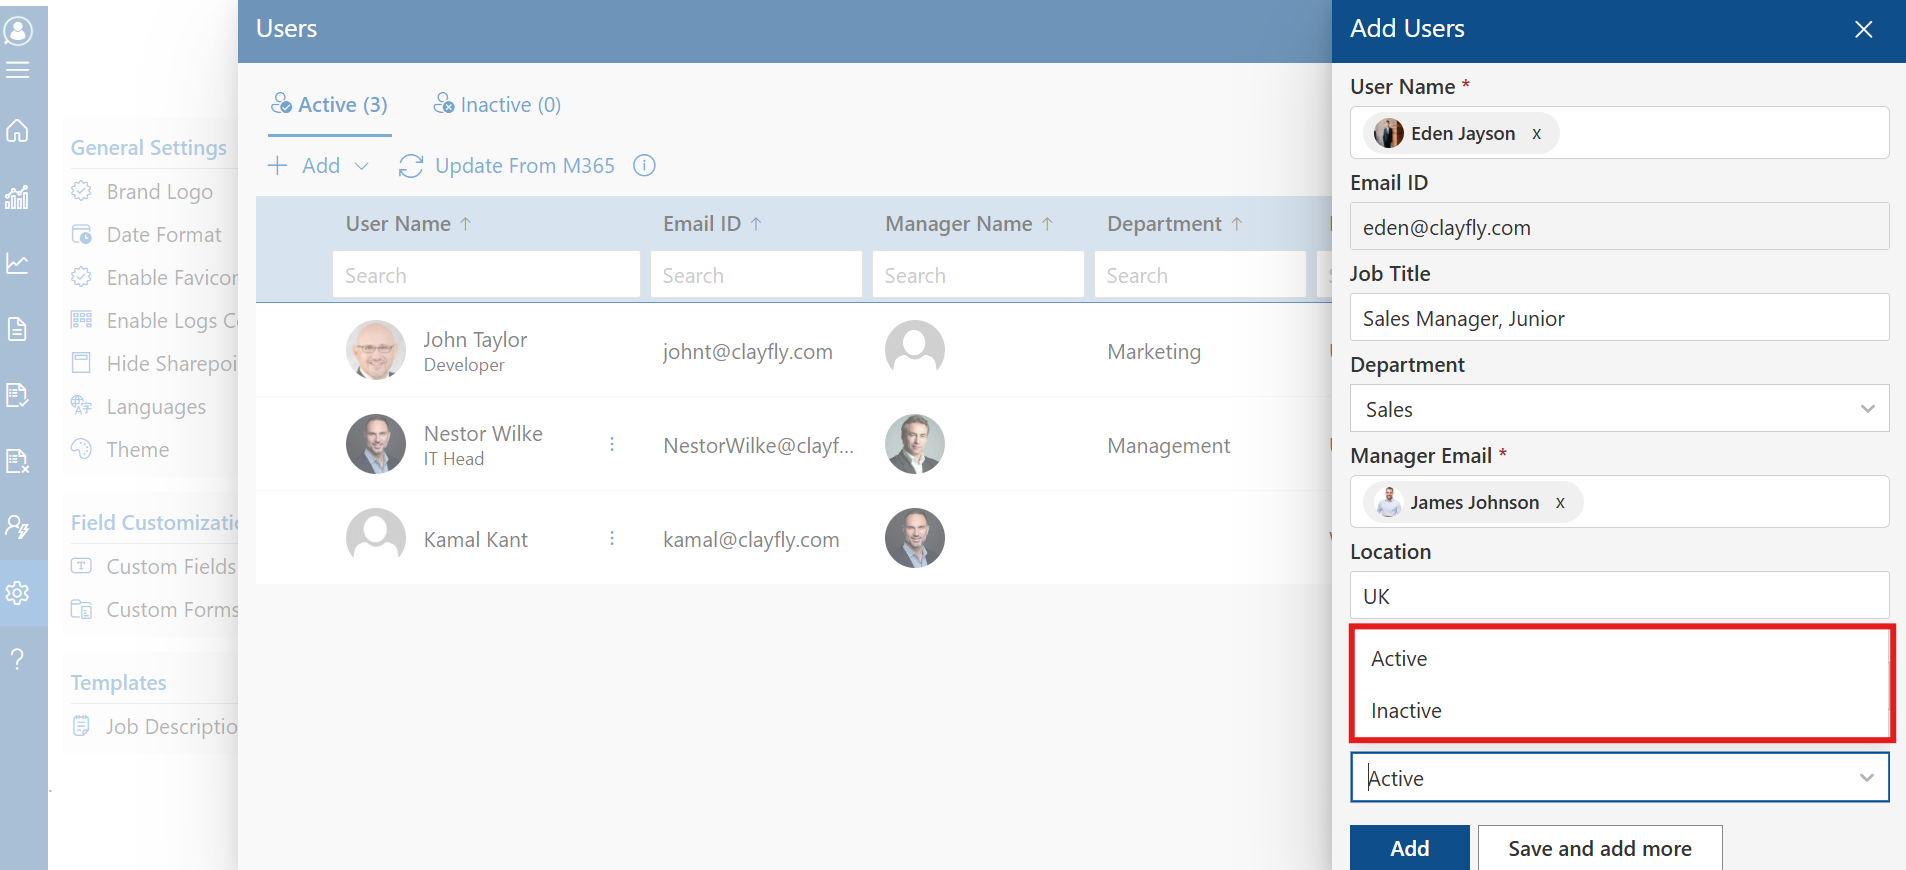 General Settings
Brand Logo
Date Format
Enable Favicon
Enable Logs C
Hide Sharepoi
Languages
Theme
Field Customizatio
Custom Fields
Custom Forms
Templates
Job Descriptio
Users
Active (3)
Inactive (0)
Add
Update From M365
User Name
Email ID
Manager Name
Department
Search
Search
Search
Search
John Taylor
Developer
johnt@clayfly.com
Marketing
Nestor Wilke
IT Head
NestorWilke@clayf...
Management
Kamal Kant
kamal@clayfly.com
Add Users
User Name *
Eden Jayson x
Email ID
eden@clayfly.com
Job Title
Sales Manager, Junior
Department
Sales
Manager Email *
James Johnson x
Location
UK
Active
Inactive
Active
Add
Save and add more